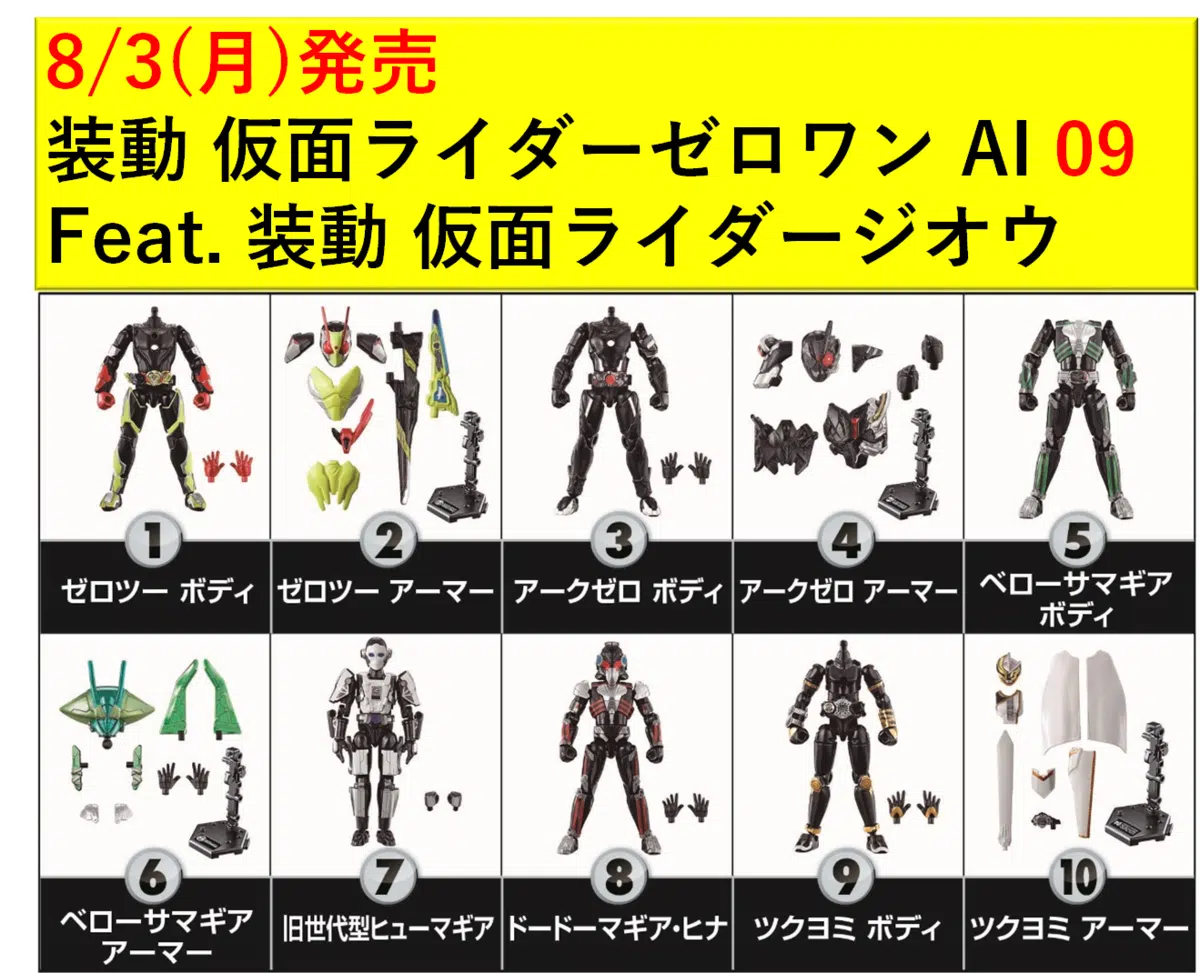 8/3(月)発売
装動 仮面ライダーゼロワン AI 09
Feat. 装動 仮面ライダージオウ
1
ゼロツー ボディ
2
ゼロツー アーマー
3
アークゼロ ボディ
4
アークゼロ アーマー
5
ベローサマギア
ボディ
6
ベローサマギア
アーマー
7
旧世代型ヒューマギア
8
ドードーマギア・ヒナ
9
ツクヨミ ボディ
10
ツクヨミ アーマー